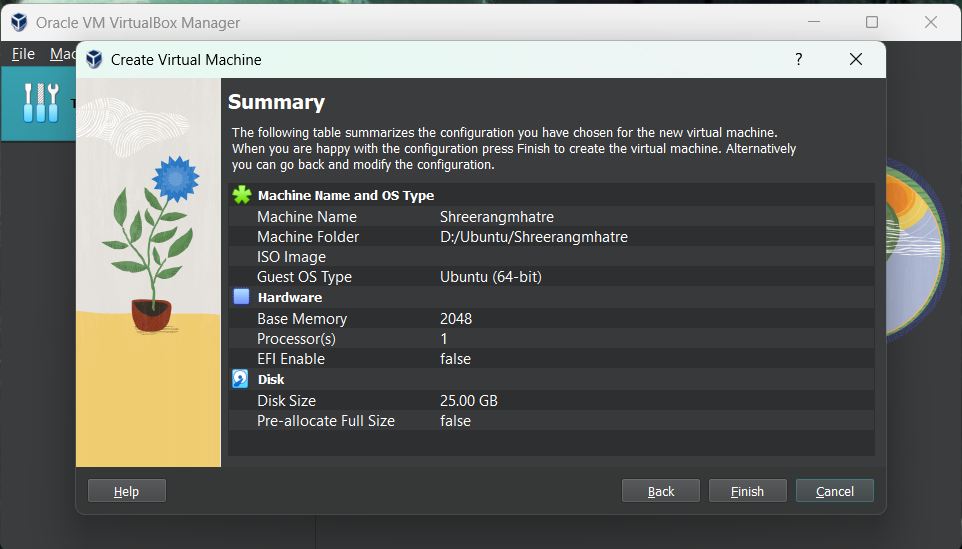 Oracle VM VirtualBox Manager
File Mac
Create Virtual Machine ?
T
Summary
The following table summarizes the configuration you have chosen for the new virtual machine.
When you are happy with the configuration press Finish to create the virtual machine. Alternatively
you can go back and modify the configuration.
Machine Name and OS Type
Machine Name Shreerangmhatre
Machine Folder D:/Ubuntu/Shreerangmhatre
ISO Image
Guest OS Type Ubuntu (64-bit)
Hardware
Base Memory 2048
Processor(s) 1
EFI Enable false
Disk
Disk Size 25.00 GB
Pre-allocate Full Size false
Help Back Finish Cancel